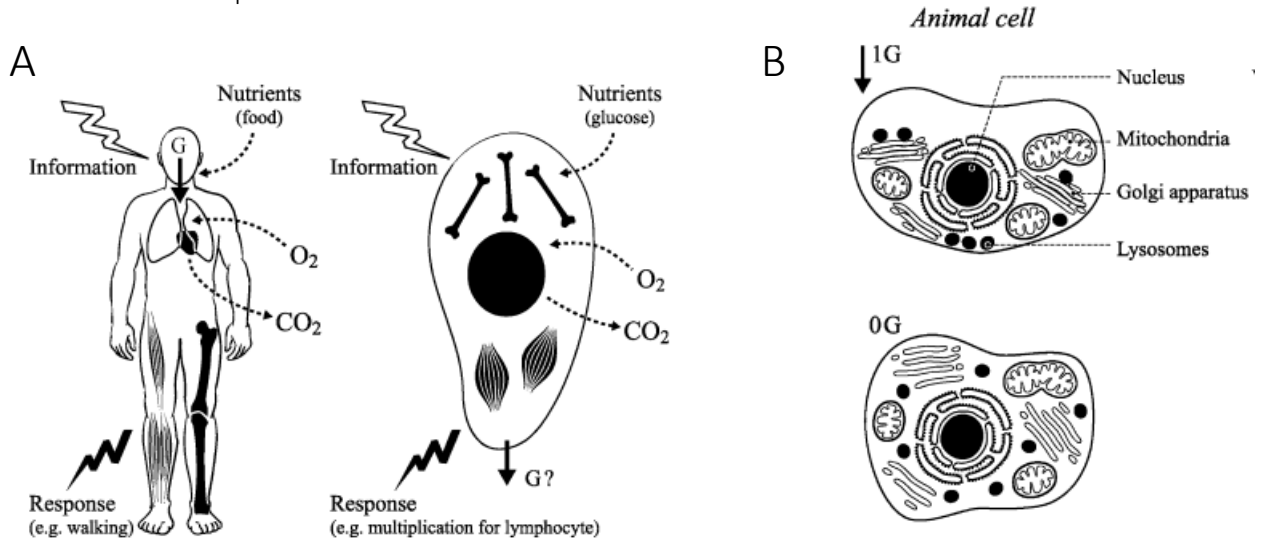 A
Nutrients
(food)
Information
G
O2
CO2
Response
(e.g. walking)
Nutrients
(glucose)
Information
O2
CO2
G?
Response
(e.g. multiplication for lymphocyte)
B
Animal cell
1G
Nucleus
Mitochondria
Golgi apparatus
Lysosomes
0G